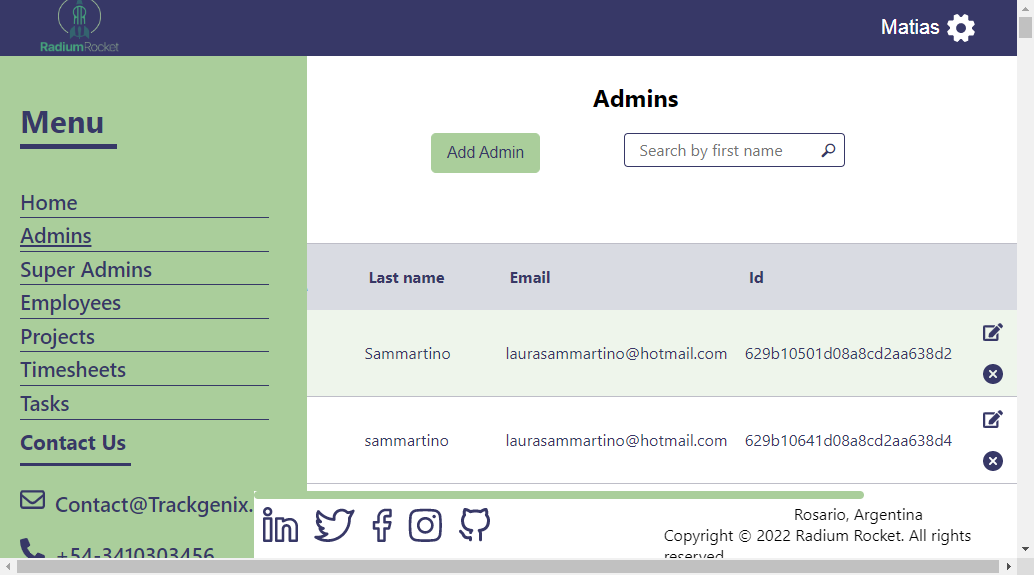 RadiumRocket
Matias
Menu
Home
Admins
Super Admins
Employees
Projects
Timesheets
Tasks
Contact Us
Contact@Trackgenix.
+54-3410303456
Admins
Add Admin
Search by first name
Last name Email Id
Sammartino laurasammartino@hotmail.com 629b10501d08a8cd2aa638d2
sammartino laurasammartino@hotmail.com 629b10641d08a8cd2aa638d4
Rosario, Argentina
Copyright © 2022 Radium Rocket. All rights
reserved